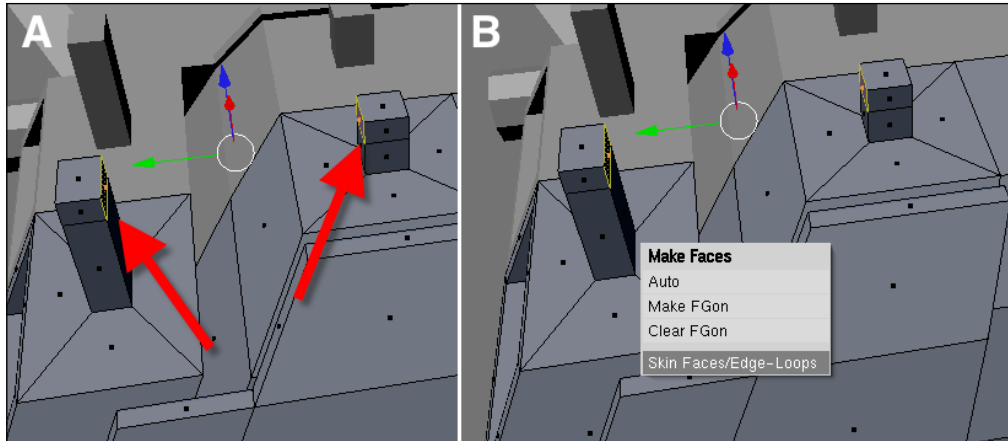 A
B
Make Faces
Auto
Make FGon
Clear FGon
Skin Faces/Edge-Loops